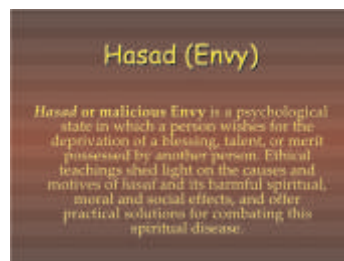 Hasad (Envy)
Hasad or malicious Envy is a psychological
state in which a person wishes for the
deprivation of a blessing, talent, or merit
possessed by another person. Ethical
teachings shed light on the causes and
motives of hasad and its harmful spiritual,
moral and social effects, and offer
practical solutions for combating this
spiritual disease.